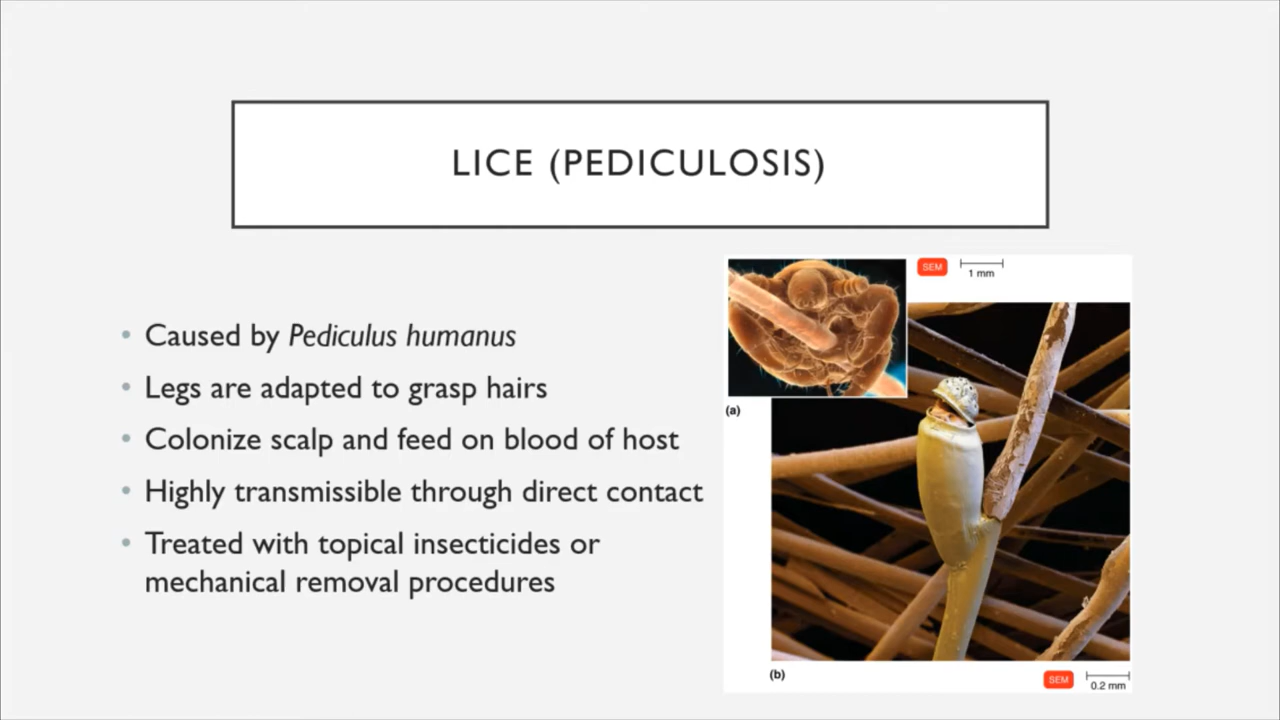 LICE (PEDICULOSIS)
• Caused by Pediculus humanus
• Legs are adapted to grasp hairs
• Colonize scalp and feed on blood of host
• Highly transmissible through direct contact
• Treated with topical insecticides or
mechanical removal procedures
SEM 1 mm
(a)
(b)
SEM 0.2 mm